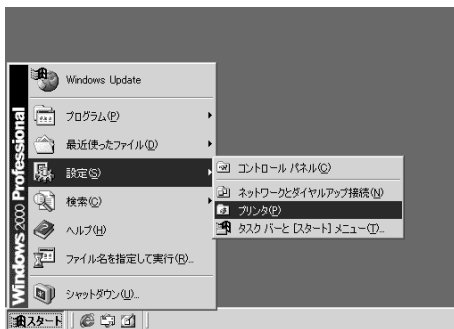 Windows Update
プログラム(P)
最近使ったファイル(D)
設定(S)
検索(C)
ヘルプ(H)
ファイル名を指定して実行(R)...
シャットダウン(U)...
コントロール パネル(C)
ネットワークとダイヤルアップ接続(N)
プリンタ(P)
タスク バーと [スタート] メニュー(T)...
Windows 2000 Professional
スタート